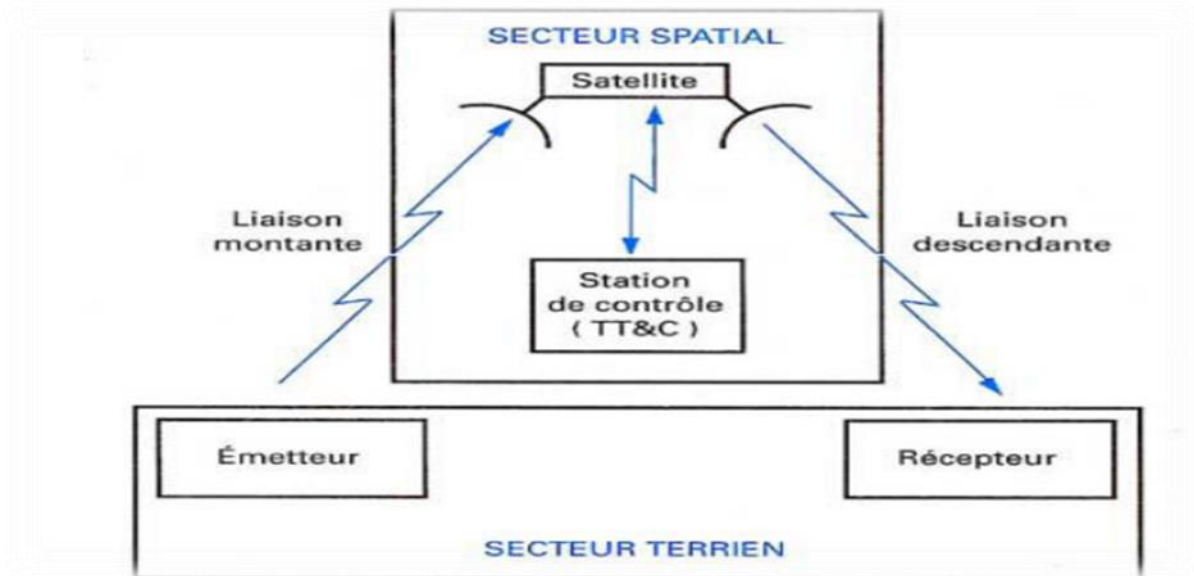 SECTEUR SPATIAL
Satellite
Liaison
montante
Liaison
descendante
Station
de contrôle
( TT&C )
Émetteur
Récepteur
SECTEUR TERRIEN